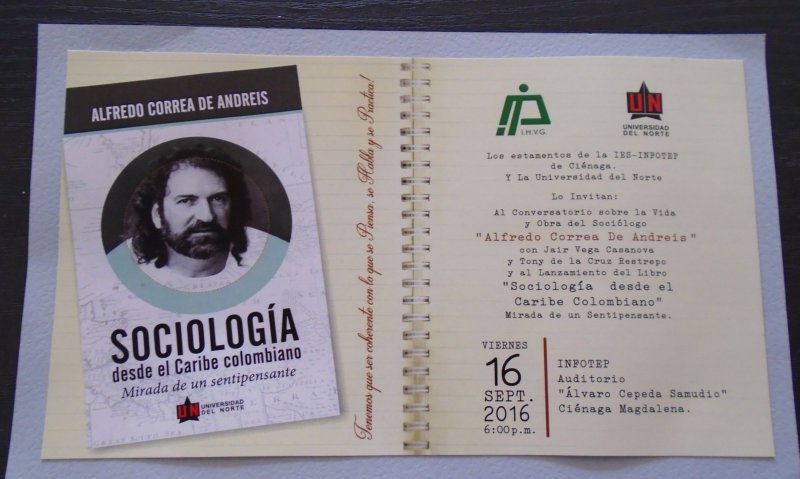 ALFREDO CORREA DE ANDREIS
SOCIOLOGÍA
desde el Caribe colombiano
Mirada de un sentipensante
UN UNIVERSIDAD
DEL NORTE
GREAT SOUTH SEA
Tenemos que ser coherente con lo que se Piensa, se Habla y se Practica!
I.H.V.G.
UN
UNIVERSIDAD
DEL NORTE
Los estamentos de la IES-INFOTEP
de Ciénaga.
Y La Universidad del Norte
Lo Invitan:
Al Conversatorio sobre la Vida
y Obra del Sociólogo
"Alfredo Correa De Andreis"
con Jair Vega Casanova
y Tony de la Cruz Restrepo
y al Lanzamiento del Libro
"Sociología desde el
Caribe Colombiano"
Mirada de un Sentipensante.
VIERNES
16
SEPT.
2016
6:00 p.m.
INFOTEP
Auditorio
"Álvaro Cepeda Samudio"
Ciénaga Magdalena.